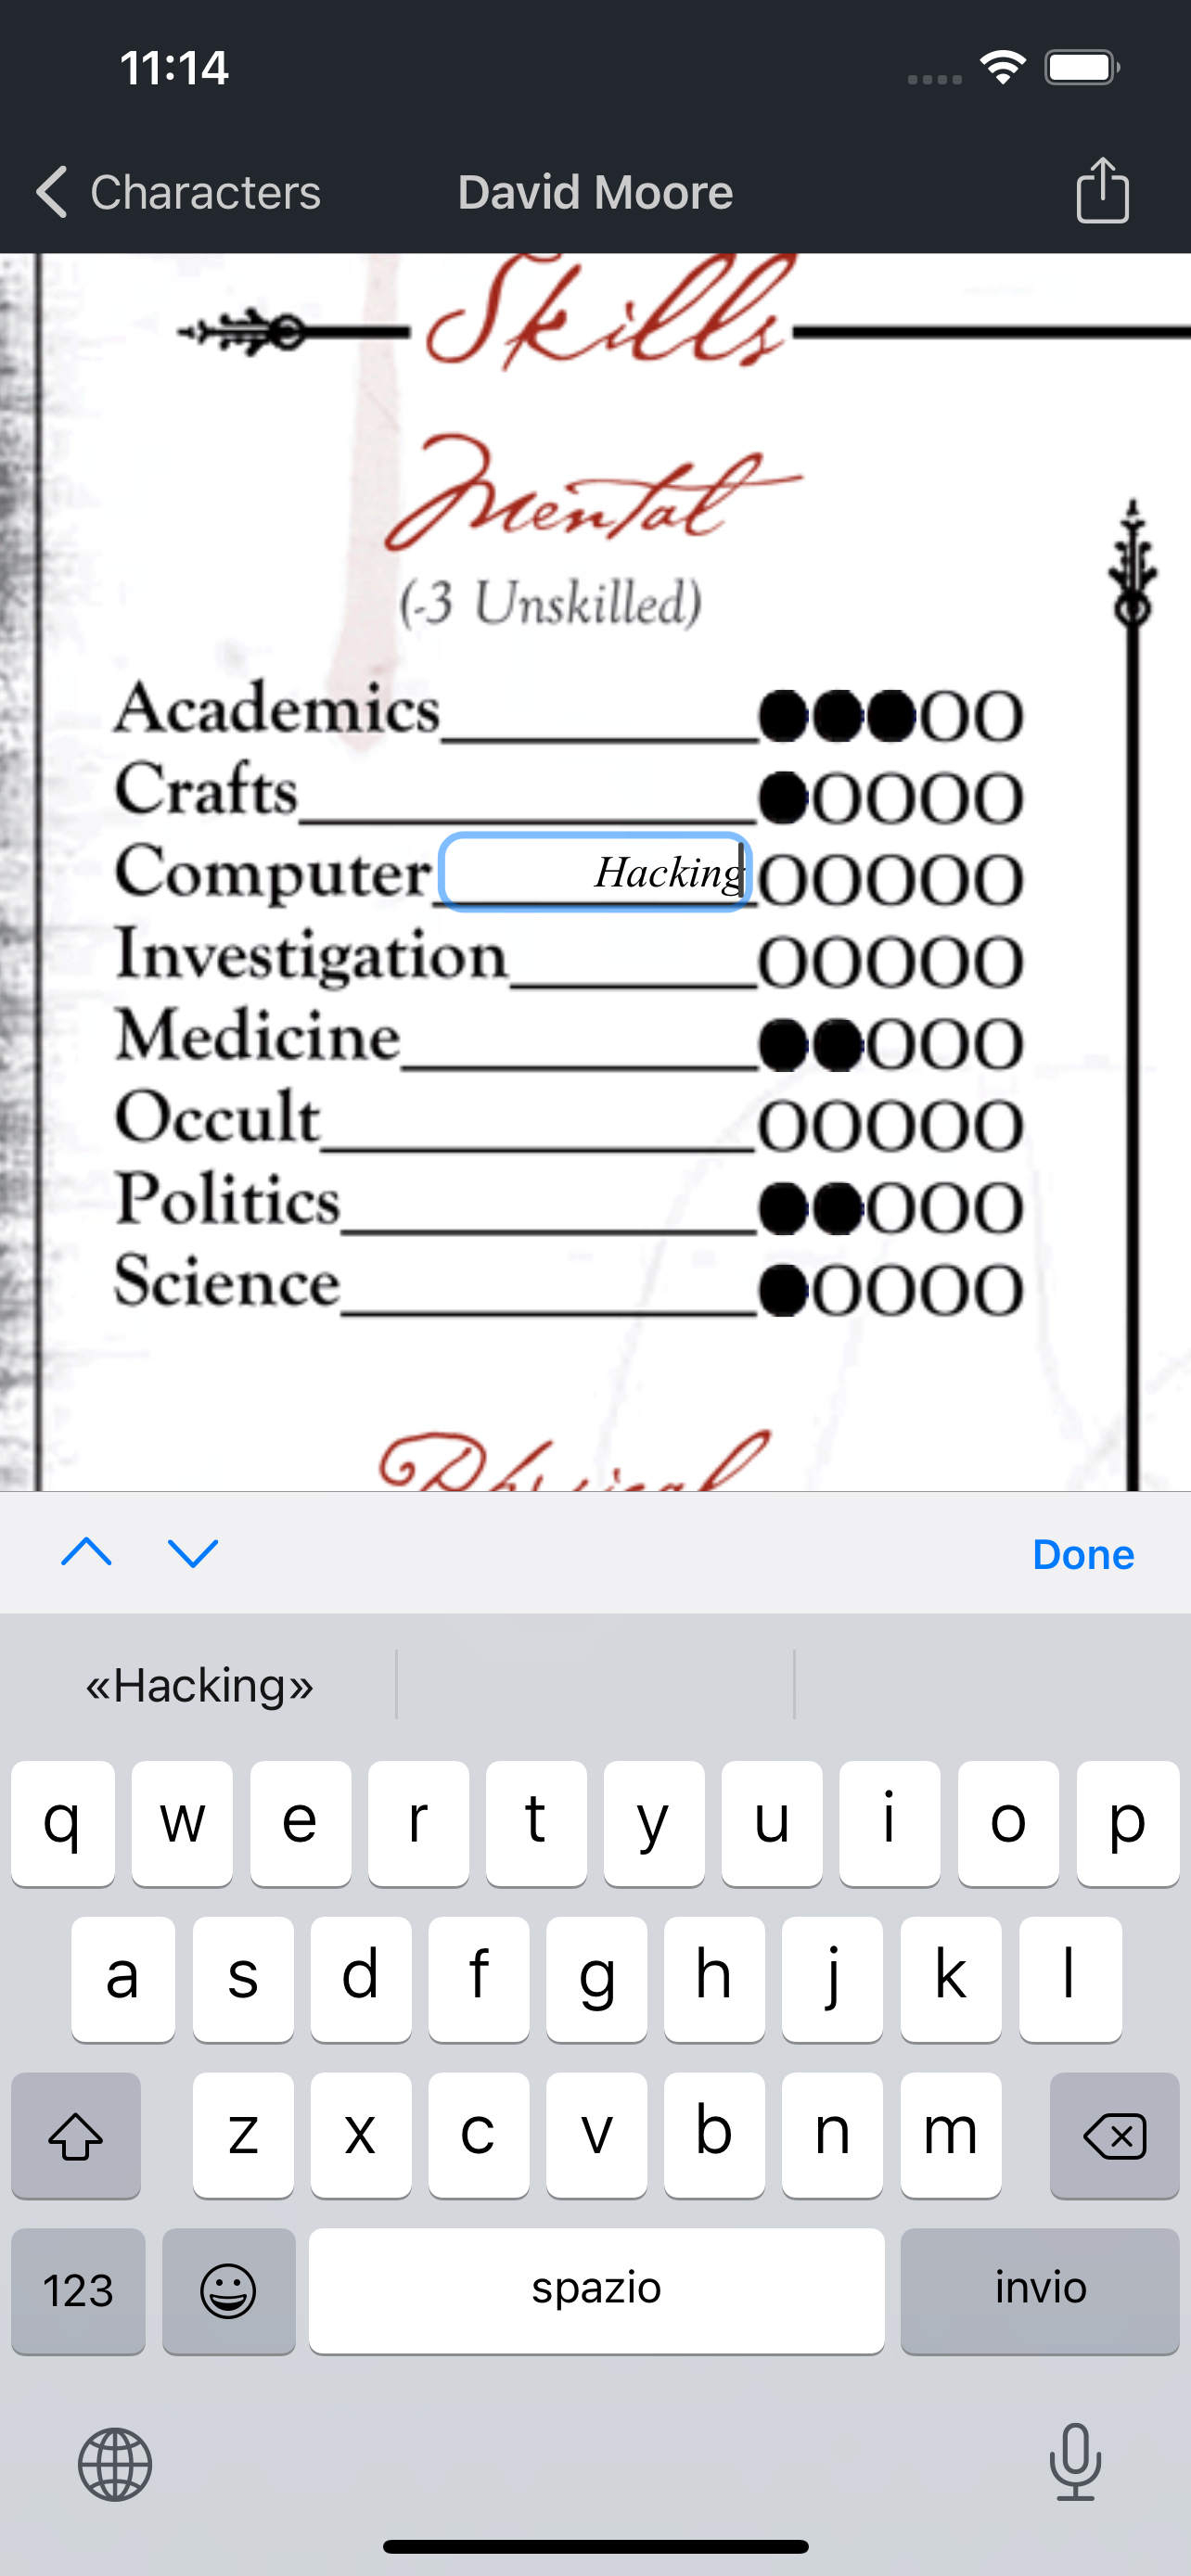 11:14
Characters
David Moore
Skills
Mental
(-3 Unskilled)
Academics
Crafts
Computer Hacking
Investigation
Medicine
Occult
Politics
Science
Physical
Done
«Hacking»
q w e r t y u i o p
a s d f g h j k l
z x c v b n m
123 spazio invio